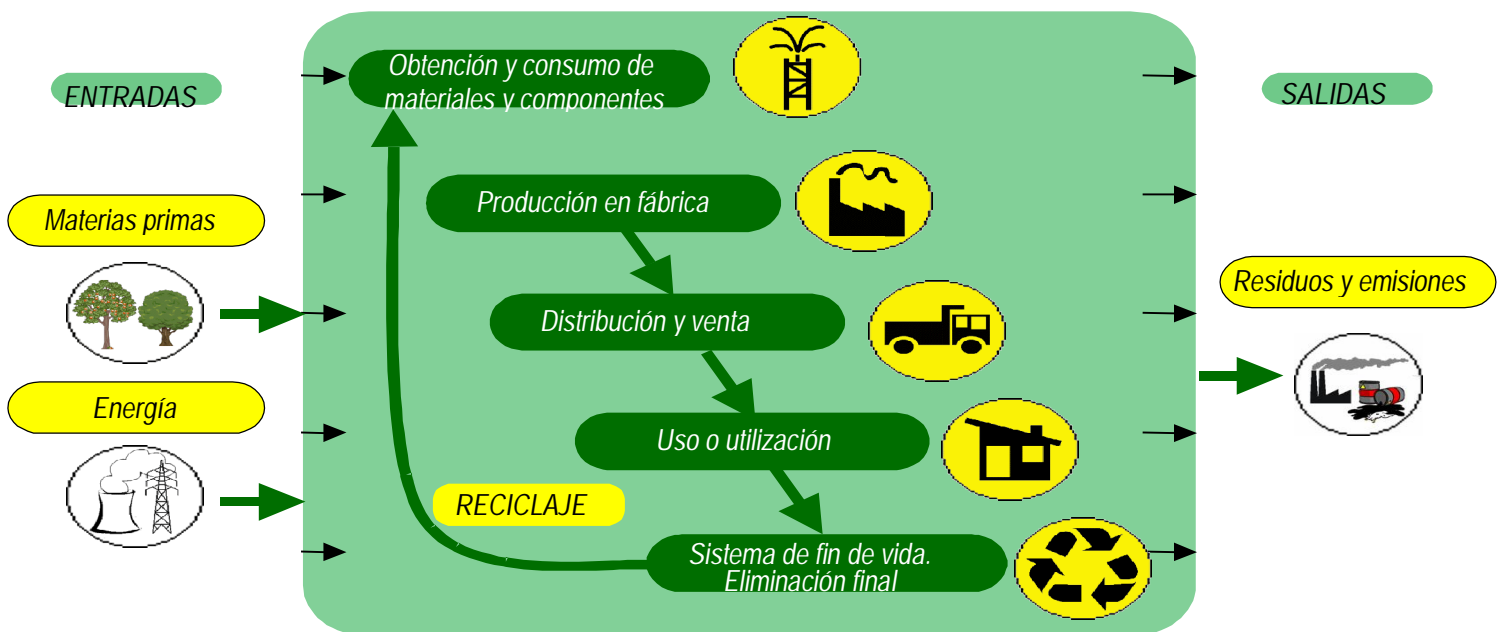 ENTRADAS
Materias primas
Energía
Obtención y consumo de
materiales y componentes
Producción en fábrica
Distribución y venta
Uso o utilización
RECICLAJE
Sistema de fin de vida.
Eliminación final
SALIDAS
Residuos y emisiones